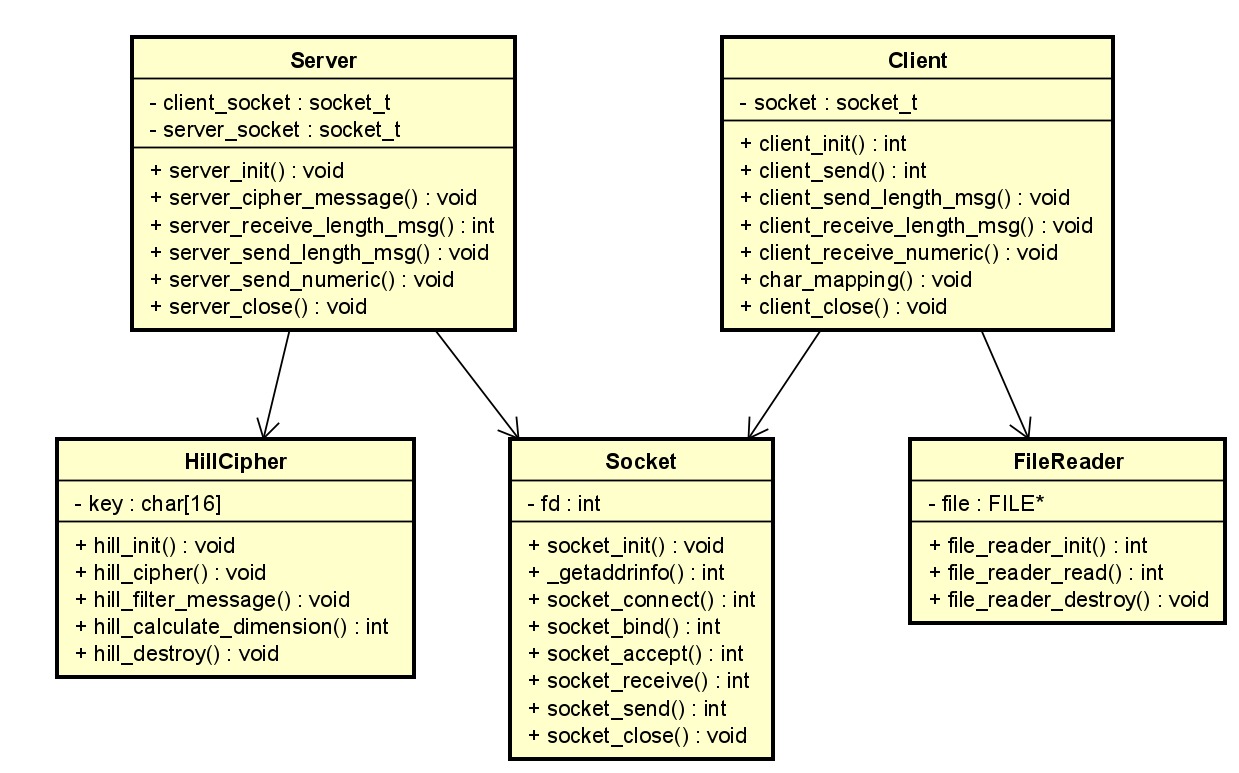 Server
- client_socket : socket_t
- server_socket : socket_t
+ server_init() : void
+ server_cipher_message() : void
+ server_receive_length_msg() : int
+ server_send_length_msg() : void
+ server_send_numeric() : void
+ server_close() : void
Client
- socket : socket_t
+ client_init() : int
+ client_send() : int
+ client_send_length_msg() : void
+ client_receive_length_msg() : void
+ client_receive_numeric() : void
+ char_mapping() : void
+ client_close() : void
HillCipher
- key : char[16]
+ hill_init() : void
+ hill_cipher() : void
+ hill_filter_message() : void
+ hill_calculate_dimension() : int
+ hill_destroy() : void
Socket
- fd : int
+ socket_init() : void
+ _getaddrinfo() : int
+ socket_connect() : int
+ socket_bind() : int
+ socket_accept() : int
+ socket_receive() : int
+ socket_send() : int
+ socket_close() : void
FileReader
- file : FILE*
+ file_reader_init() : int
+ file_reader_read() : int
+ file_reader_destroy() : void